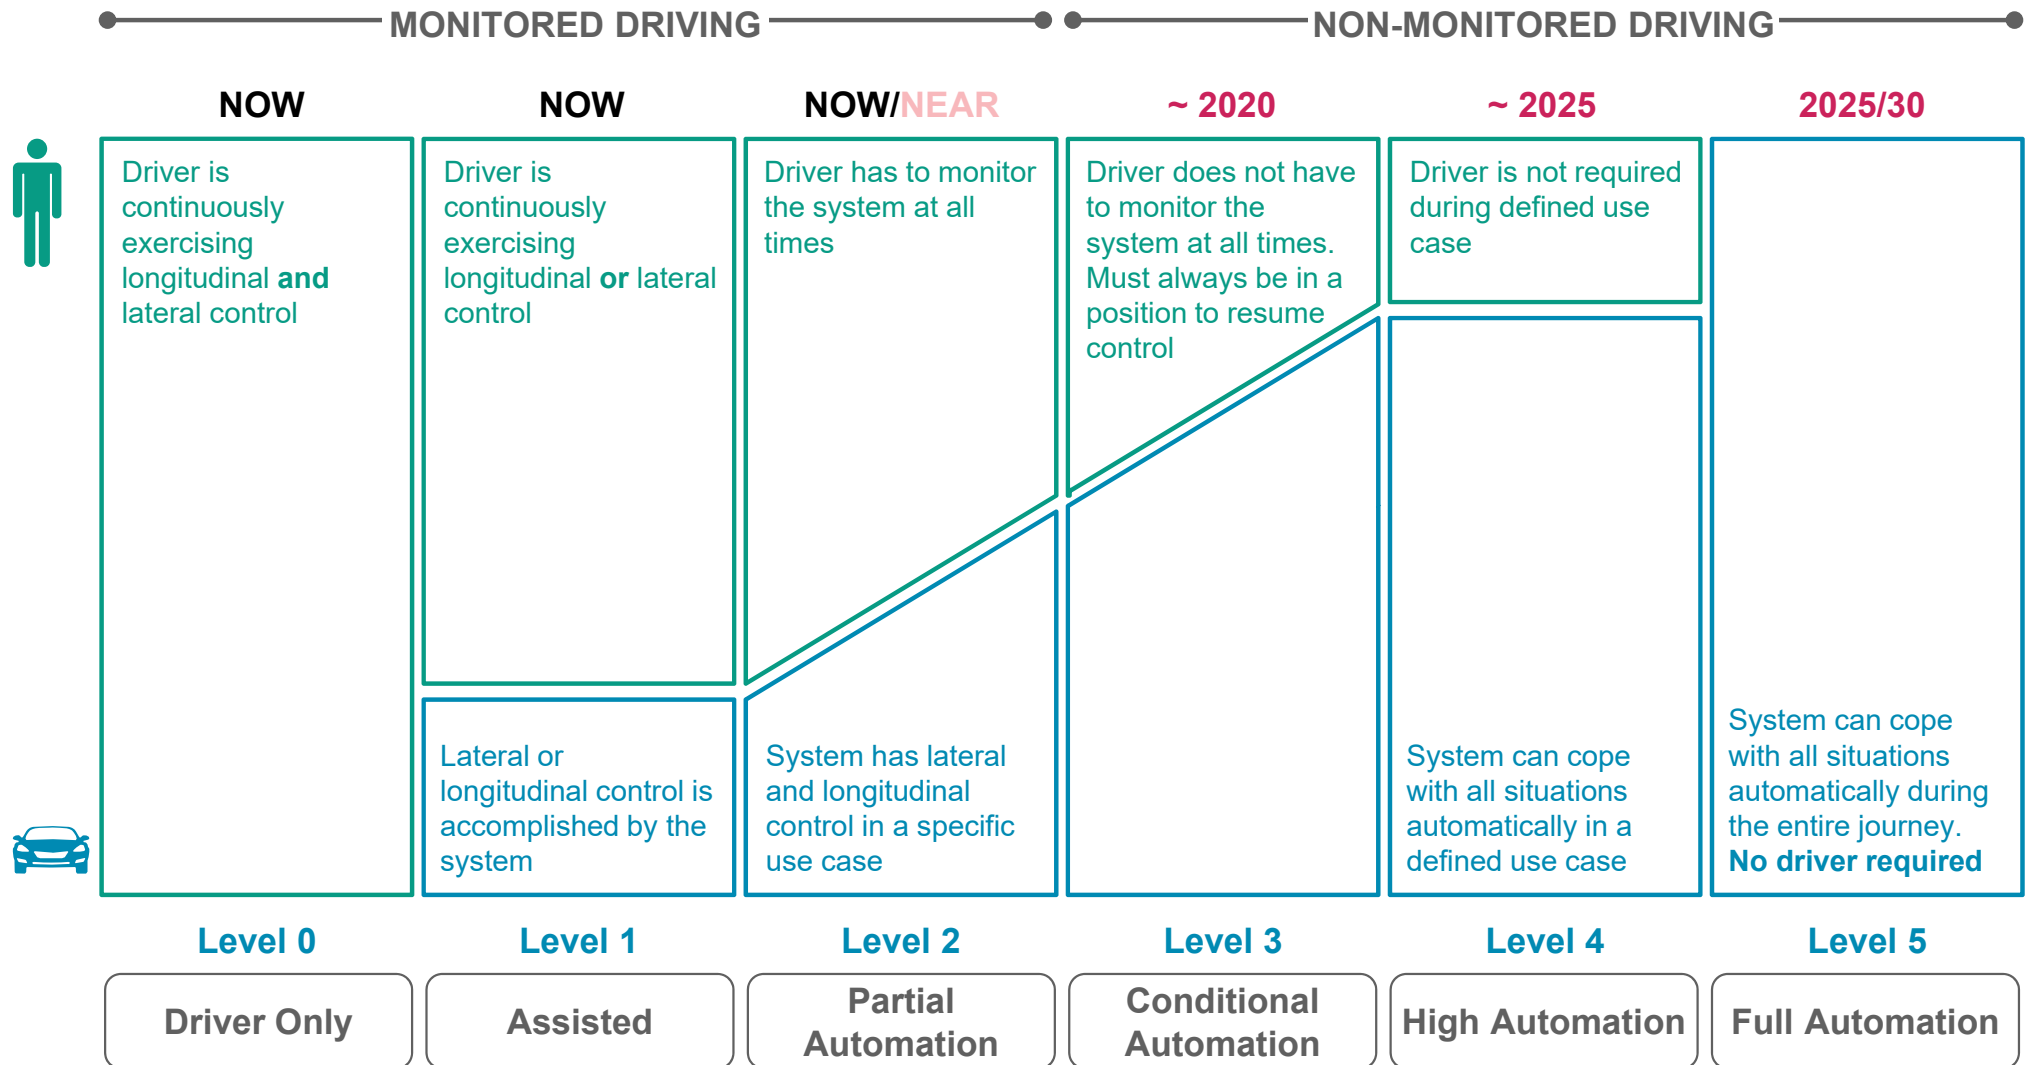 MONITORED DRIVING
NON-MONITORED DRIVING
NOW
NOW
NOW/NEAR
~ 2020
~ 2025
2025/30
Driver is
continuously
exercising
longitudinal and
lateral control
Driver is
continuously
exercising
longitudinal or lateral
control
Driver has to monitor
the system at all
times
Driver does not have
to monitor the
system at all times.
Must always be in a
position to resume
control
Driver is not required
during defined use
case
Lateral or
longitudinal control is
accomplished by the
system
System has lateral
and longitudinal
control in a specific
use case
System can cope
with all situations
automatically in a
defined use case
System can cope
with all situations
automatically during
the entire journey.
No driver required
Level 0
Level 1
Level 2
Level 3
Level 4
Level 5
Driver Only
Assisted
Partial
Automation
Conditional
Automation
High Automation
Full Automation